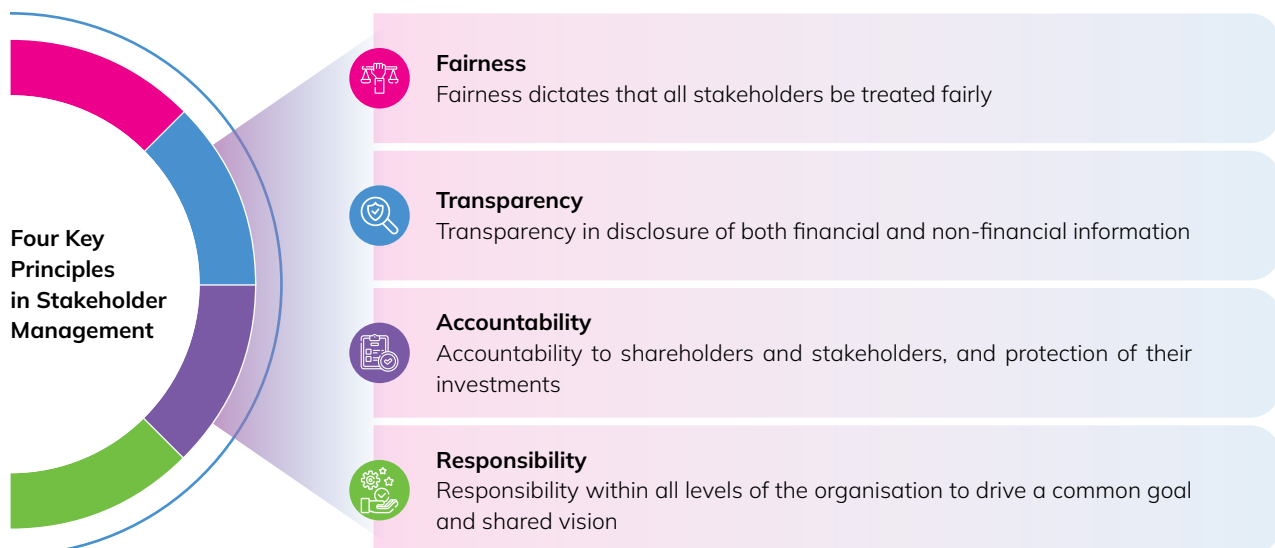 Four Key
Principles
in Stakeholder
Management
Fairness
Fairness dictates that all stakeholders be treated fairly
Transparency
Transparency in disclosure of both financial and non-financial information
Accountability
Accountability to shareholders and stakeholders, and protection of their
investments
Responsibility
Responsibility within all levels of the organisation to drive a common goal
and shared vision